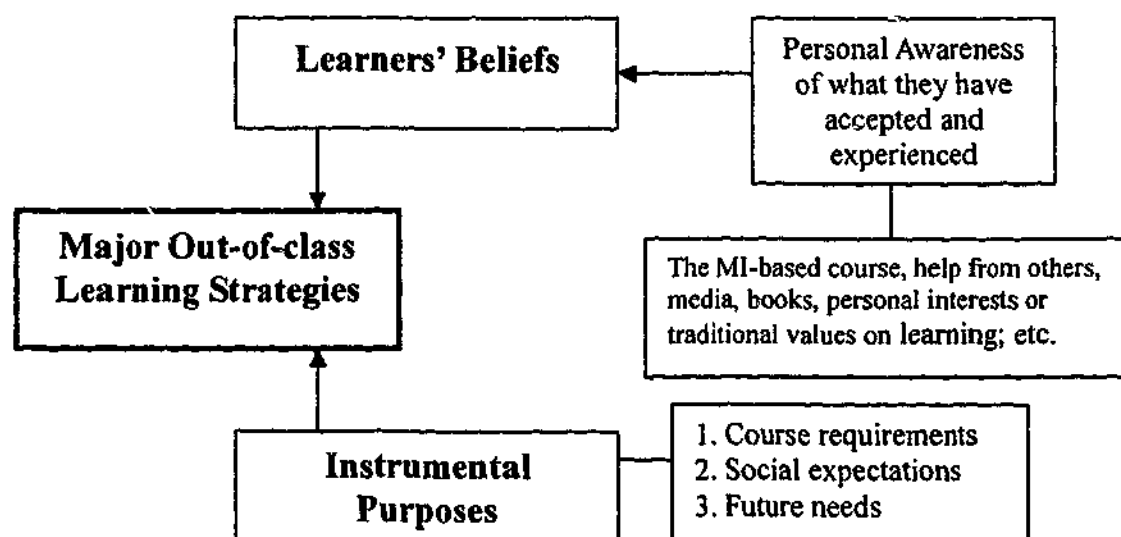 Learners' Beliefs
Personal Awareness
of what they have
accepted and
experienced
Major Out-of-class
Learning Strategies
The MI-based course, help from others,
media, books, personal interests or
traditional values on learning; etc.
Instrumental
Purposes
1. Course requirements
2. Social expectations
3. Future needs